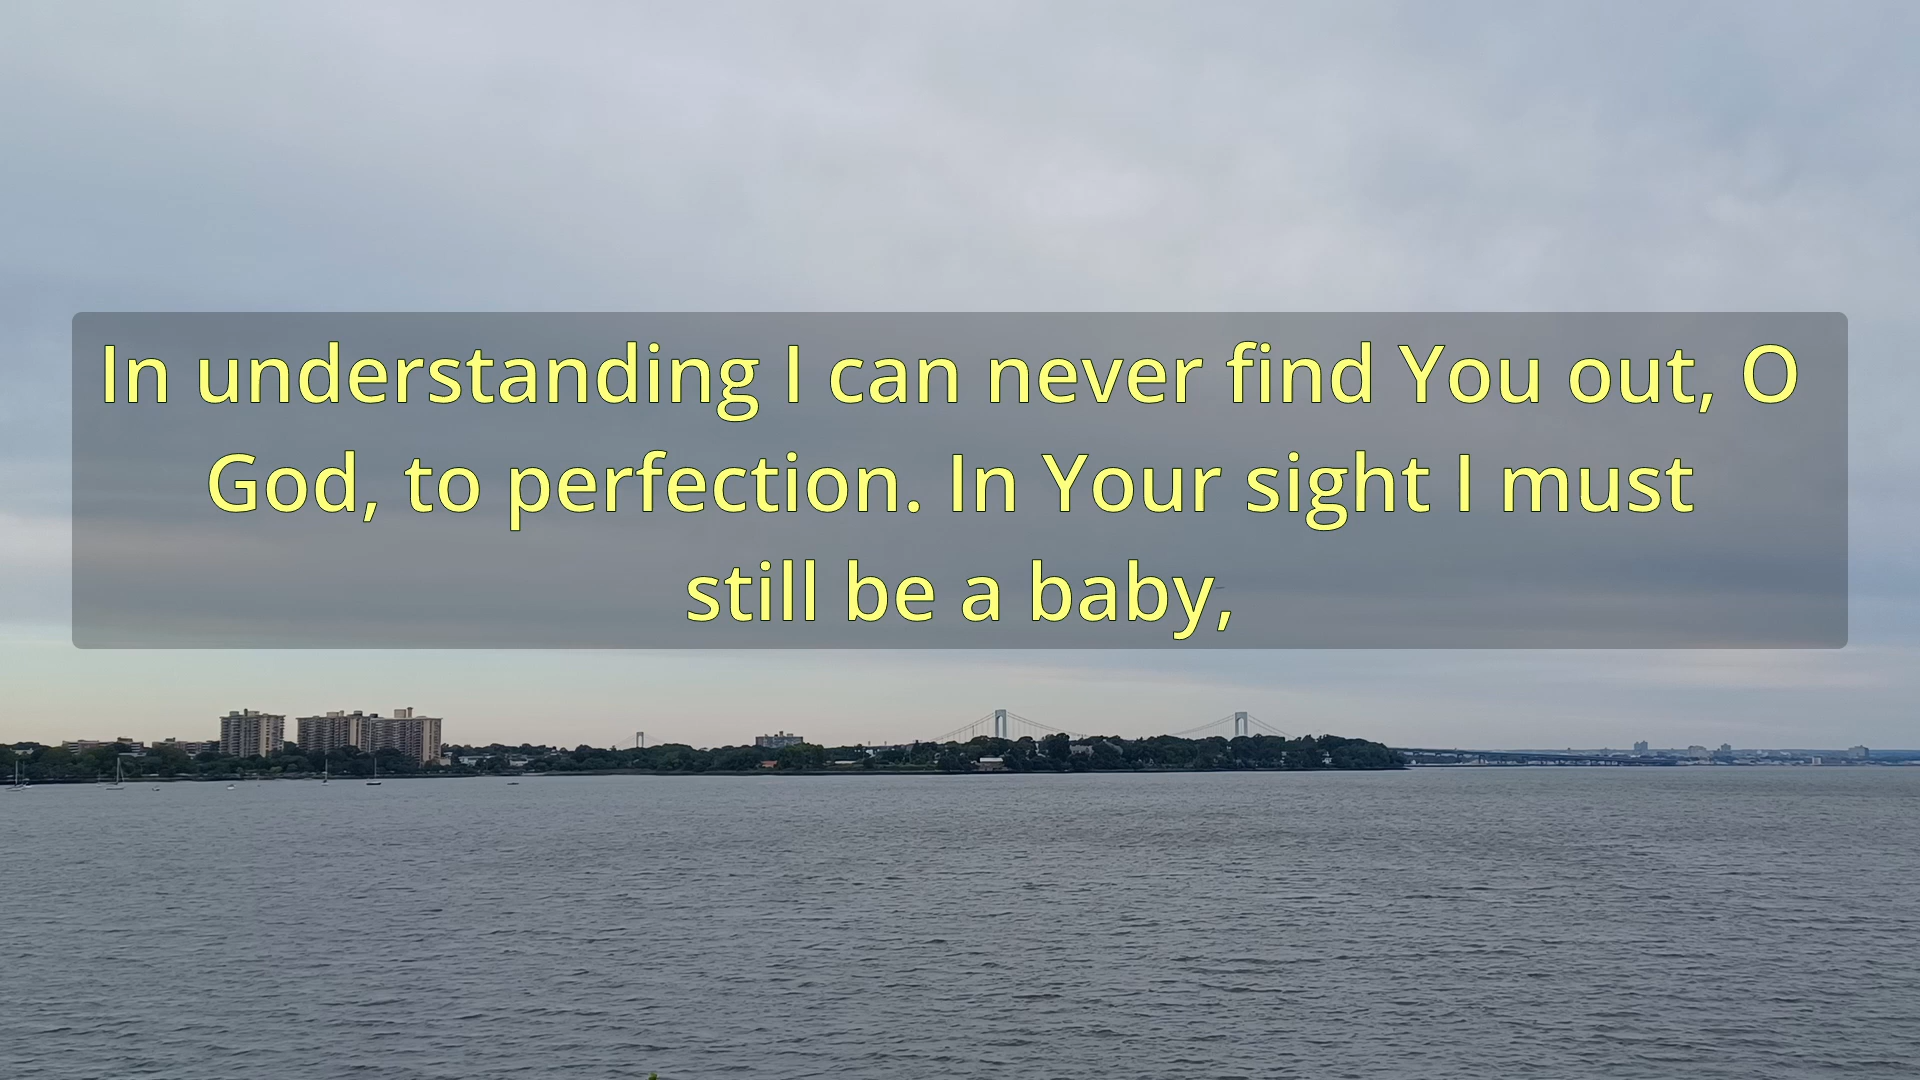 In understanding I can never find You out, O
God, to perfection. In Your sight I must
still be a baby,